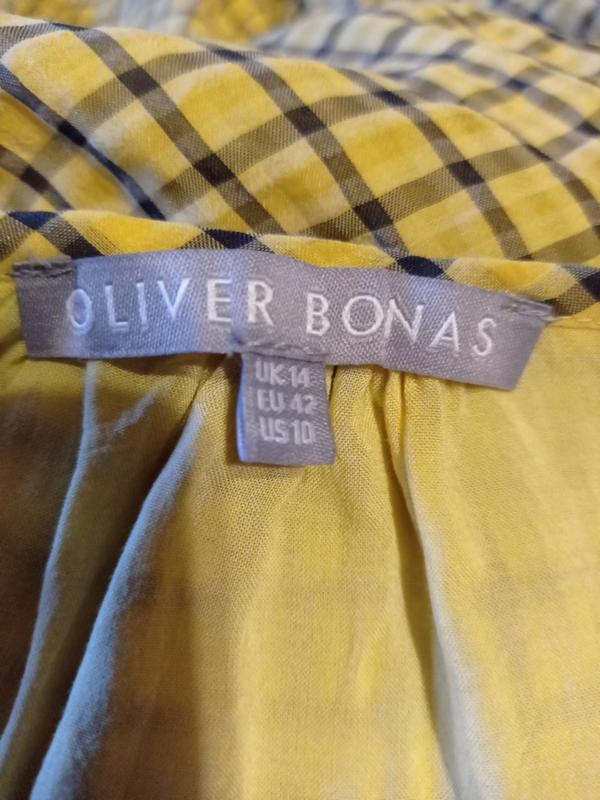 OLIVER BONAS
UK 14
EU 42
US 10